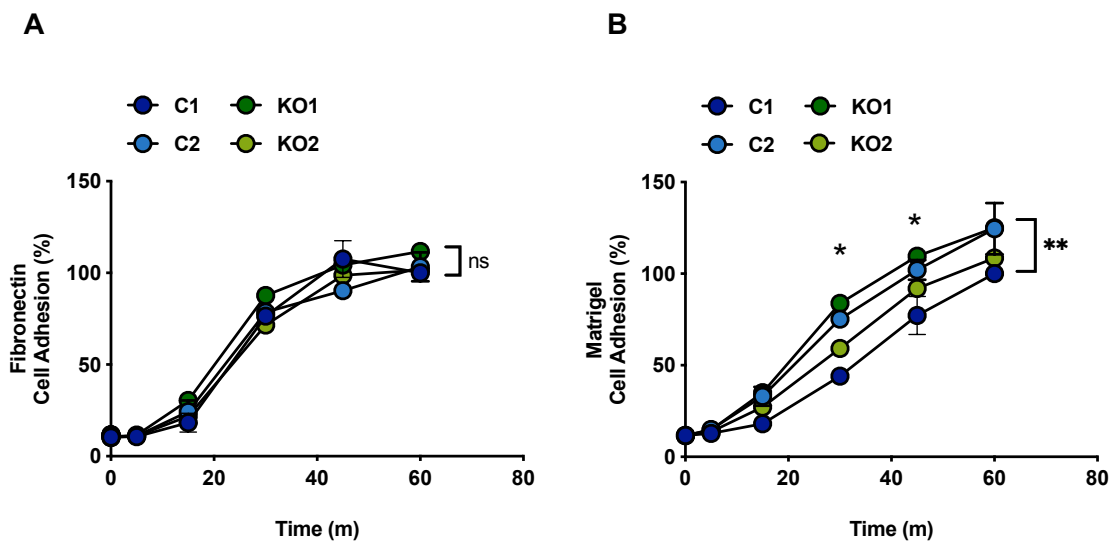 A
C1 KO1
C2 KO2
150
100
50
0
0 20 40 60 80
Fibronectin
Cell Adhesion (%)
Time (m)
ns
B
C1 KO1
C2 KO2
150
100
50
0
0 20 40 60 80
Matrigel
Cell Adhesion (%)
Time (m)
*
*
**